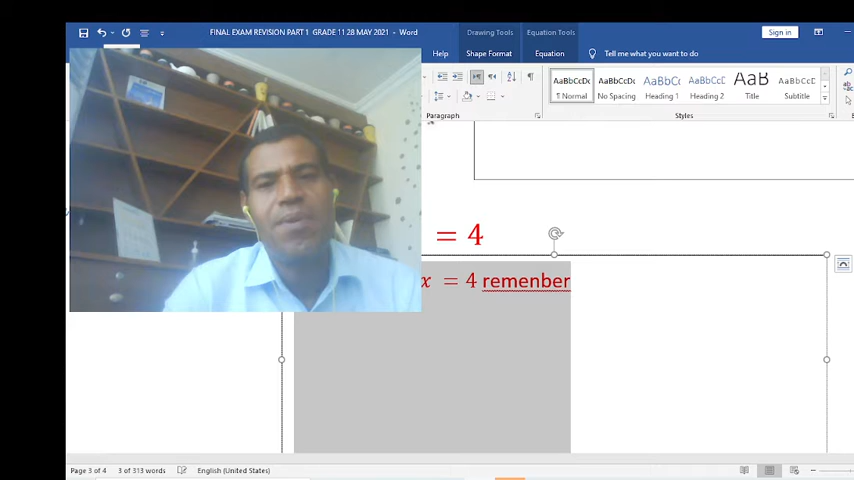 FINAL EXAM REVISION PART 1 GRADE 11 28 MAY 2021 - Word
Drawing Tools
Equation Tools
Sign in
Help
Shape Format
Equation
Tell me what you want to do
AaBbCcDc
AaBbCcDc
AaBbCc
AaBbCcC
AaB
AaBbCcC
¶ Normal
No Spacing
Heading 1
Heading 2
Title
Subtitle
Paragraph
Styles
= 4
x = 4 remenber
Page 3 of 4
3 of 313 words
English (United States)